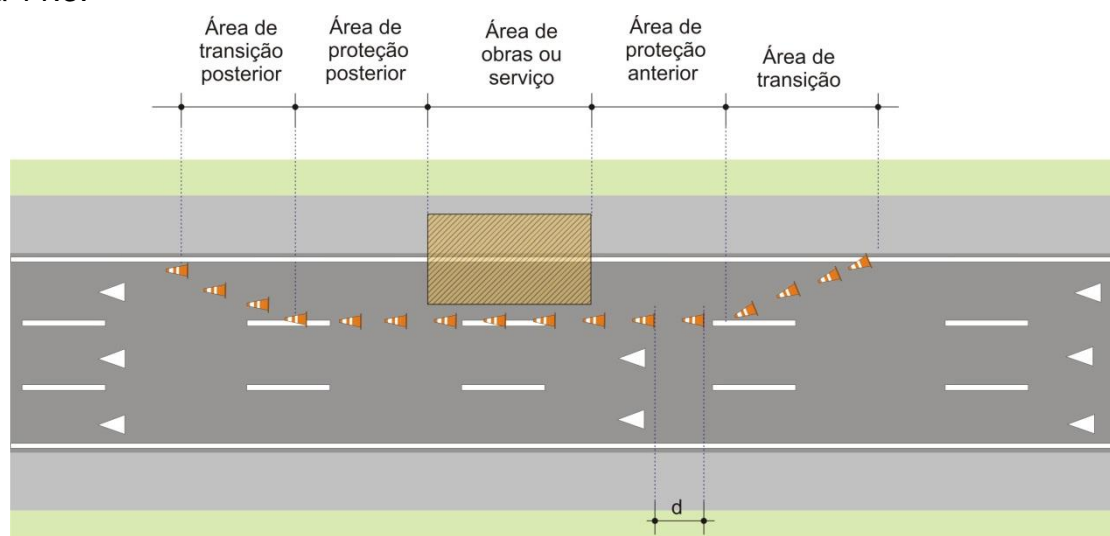 Área de
transição
posterior
Área de
proteção
posterior
Área de
obras ou
serviço
Área de
proteção
anterior
Área de
transição
d